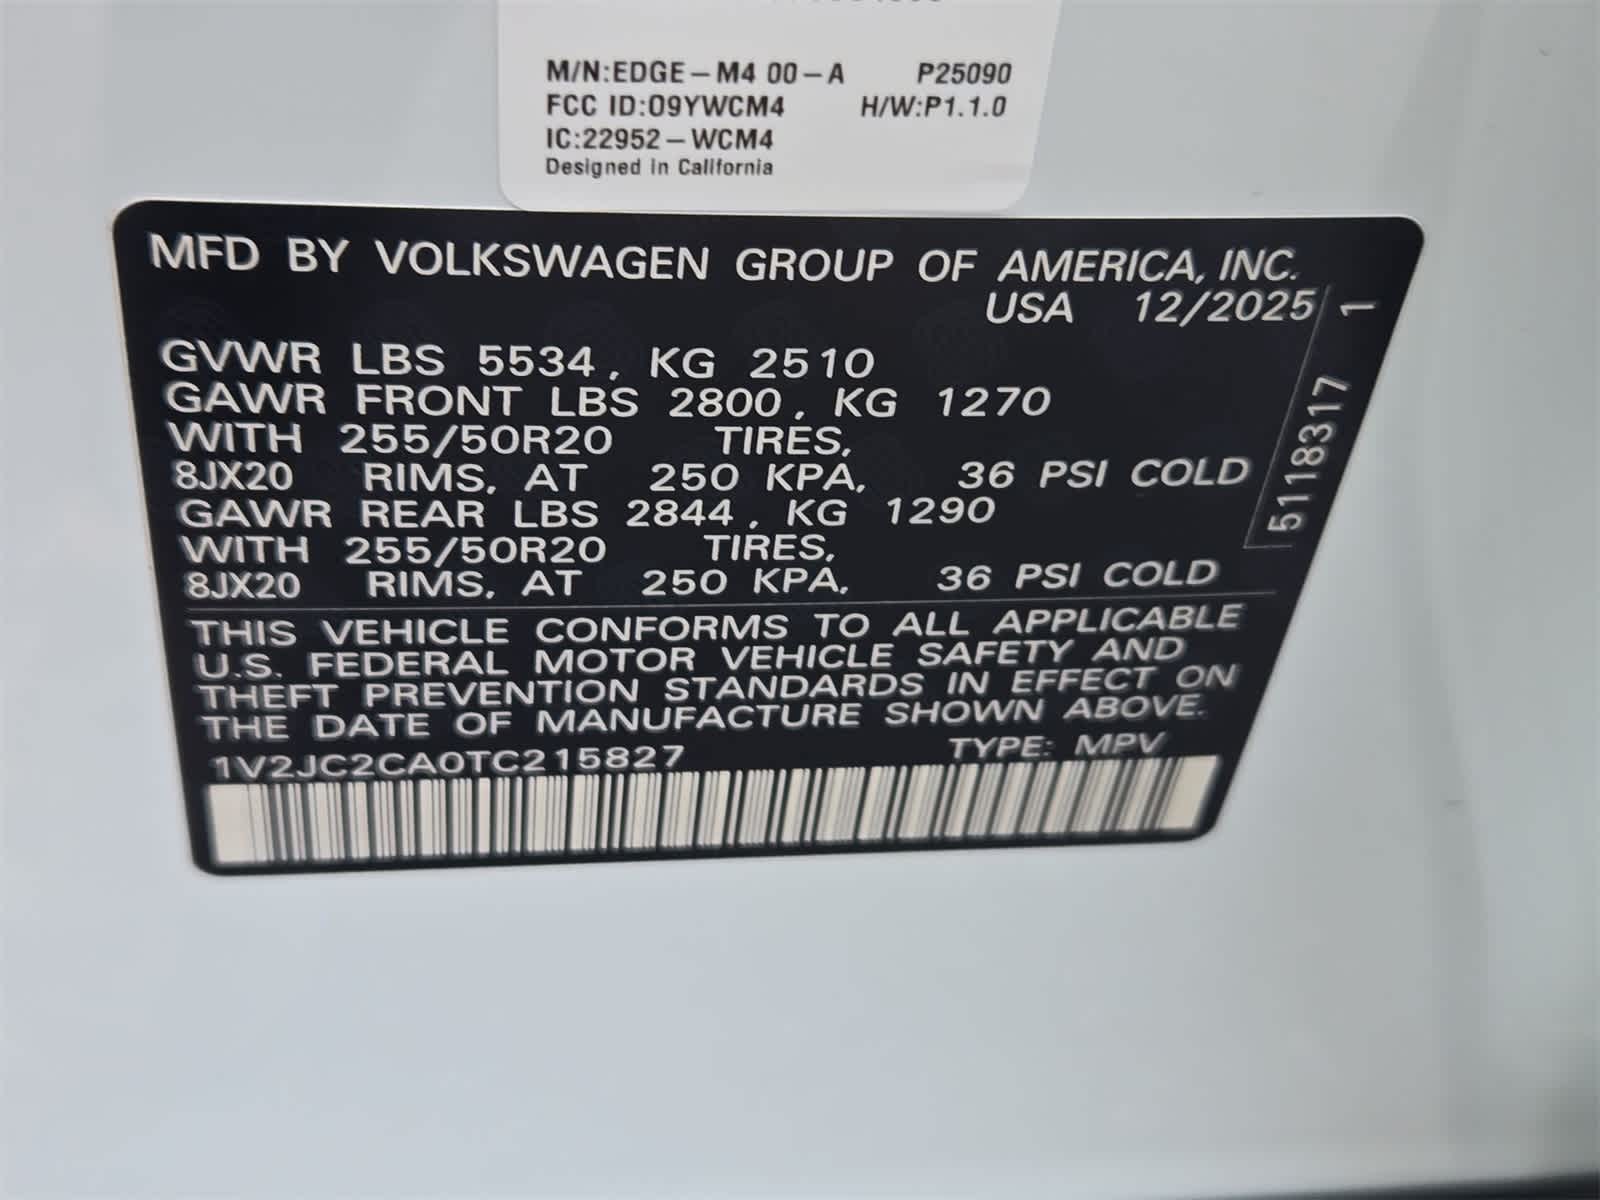 M/N:EDGE-M4 00-A P25090
FCC ID:O9YWCM4 H/W:P1.1.0
IC:22952-WCM4
Designed in California
MFD BY VOLKSWAGEN GROUP OF AMERICA, INC.
USA 12/2025
GVWR LBS 5534, KG 2510
GAWR FRONT LBS 2800, KG 1270
WITH 255/50R20 TIRES,
8JX20 RIMS, AT 250 KPA, 36 PSI COLD
GAWR REAR LBS 2844, KG 1290
WITH 255/50R20 TIRES,
8JX20 RIMS, AT 250 KPA, 36 PSI COLD
5118317 1
THIS VEHICLE CONFORMS TO ALL APPLICABLE
U.S. FEDERAL MOTOR VEHICLE SAFETY AND
THEFT PREVENTION STANDARDS IN EFFECT ON
THE DATE OF MANUFACTURE SHOWN ABOVE.
1V2JC2CA0TC215827 TYPE: MPV